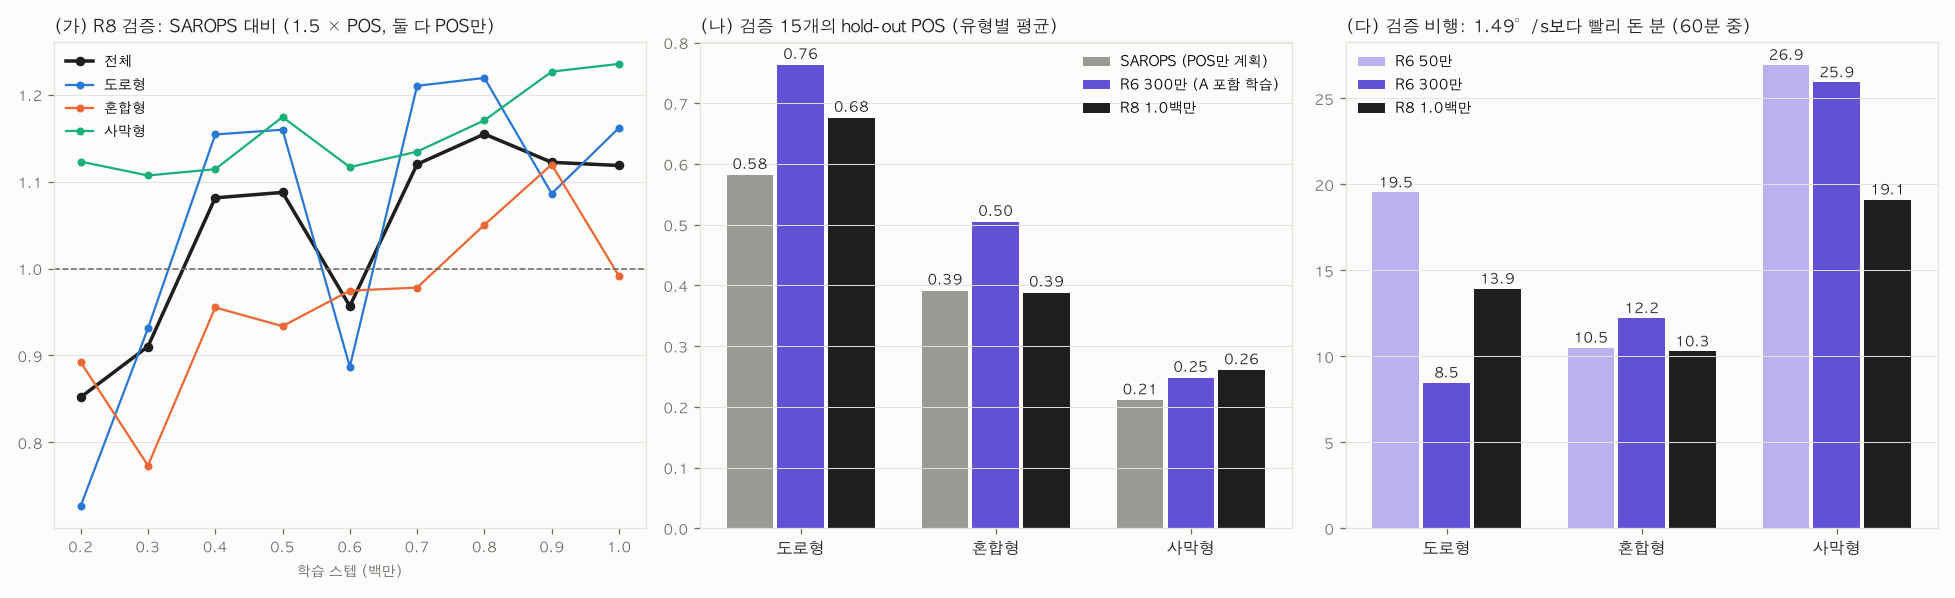 (가) R8 검증: SAROPS 대비 (1.5 × POS, 둘 다 POS만)
전체
도로형
혼합형
사막형
1.2
1.1
1.0
0.9
0.8
0.2 0.3 0.4 0.5 0.6 0.7 0.8 0.9 1.0
학습 스텝 (백만)
(나) 검증 15개의 hold-out POS (유형별 평균)
SAROPS (POS만 계획)
R6 300만 (A 포함 학습)
R8 1.0백만
0.8
0.7
0.6
0.5
0.4
0.3
0.2
0.1
0.0
0.58 0.76 0.68
0.39 0.50 0.39
0.21 0.25 0.26
도로형 혼합형 사막형
(다) 검증 비행: 1.49° /s보다 빨리 돈 분 (60분 중)
R6 50만
R6 300만
R8 1.0백만
25
20
15
10
5
0
19.5 8.5 13.9
10.5 12.2 10.3
26.9 25.9 19.1
도로형 혼합형 사막형